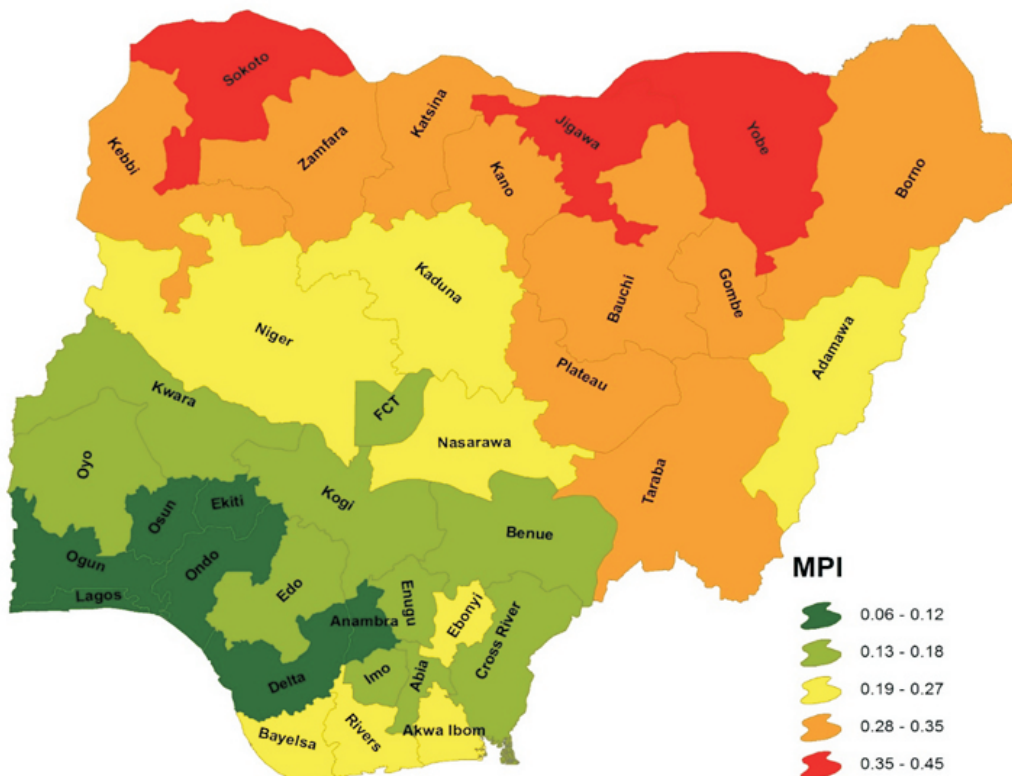 Sokoto
Kebbi
Zamfara
Katsina
Kano
Jigawa
Yobe
Borno
Kaduna
Bauchi
Gombe
Niger
Adamawa
Plateau
Kwara
FCT
Nasarawa
Oyo
Taraba
Kogi
Osun
Ekiti
Benue
Ogun
Ondo
Edo
Lagos
Anambra
Enugu
Ebonyi
Cross River
Delta
Imo
Abia
Bayelsa
Rivers
Akwa Ibom
MPI
0.06 - 0.12
0.13 - 0.18
0.19 - 0.27
0.28 - 0.35
0.35 - 0.45